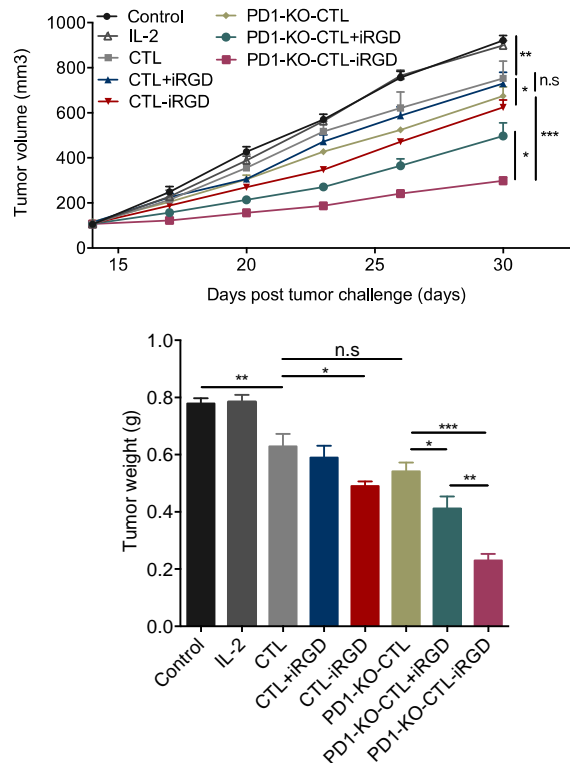 Control
IL-2
CTL
CTL+iRGD
CTL-iRGD
PD1-KO-CTL
PD1-KO-CTL+iRGD
PD1-KO-CTL-iRGD
Tumor volume (mm3)
1000
800
600
400
200
0
15
20
25
30
Days post tumor challenge (days)
**
*
n.s
***
*
Tumor weight (g)
0.8
0.6
0.4
0.2
0.0
**
n.s
*
***
*
**
Control
IL-2
CTL
CTL+iRGD
CTL-iRGD
PD1-KO-CTL
PD1-KO-CTL+iRGD
PD1-KO-CTL-iRGD
1.0